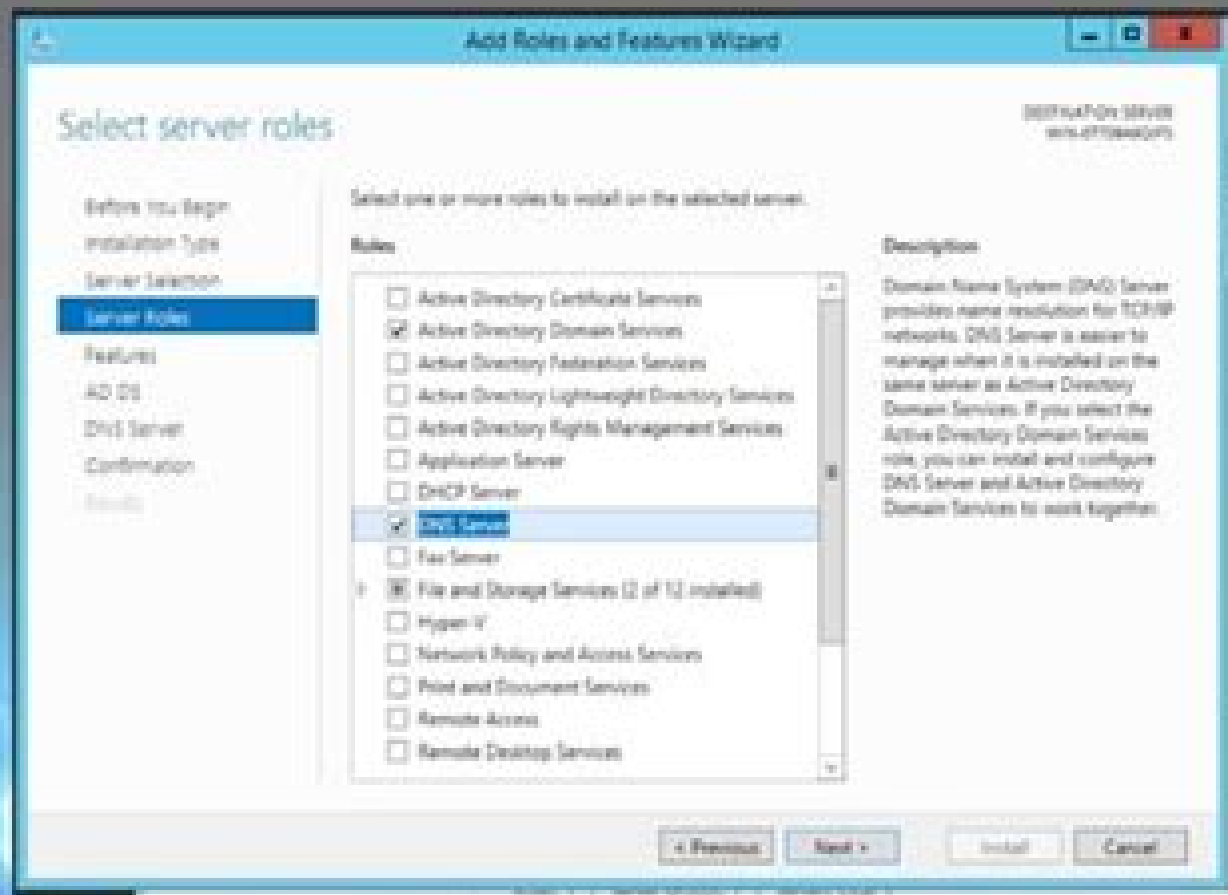 Add Roles and Features Wizard
Select server roles
DESTINATION SERVER
Before You Begin
Installation Type
Server Selection
Server Roles
Features
AD DS
DNS Server
Confirmation
Results
Select one or more roles to install on the selected server.
Roles
Active Directory Certificate Services
Active Directory Domain Services
Active Directory Federation Services
Active Directory Lightweight Directory Services
Active Directory Rights Management Services
Application Server
DHCP Server
DNS Server
Fax Server
File and Storage Services (2 of 12 installed)
Hyper-V
Network Policy and Access Services
Print and Document Services
Remote Access
Remote Desktop Services
Description
Domain Name System (DNS) Server
provides name resolution for TCP/IP
networks. DNS Server is easier to
manage when it is installed on the
same server as Active Directory
Domain Services. If you select the
Active Directory Domain Services
role, you can install and configure
DNS Server and Active Directory
Domain Services to work together.
< Previous
Next >
Install
Cancel